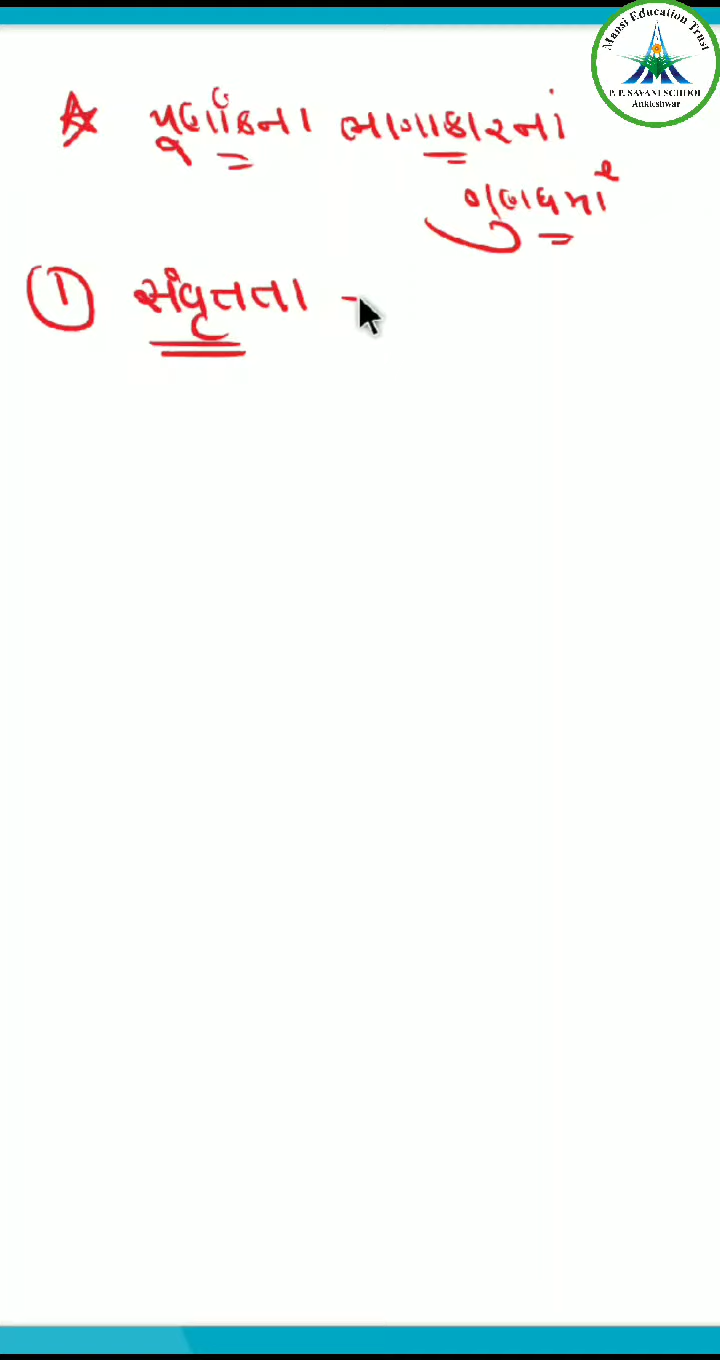 Mansi Education Trust
P. P. SAVANI SCHOOL
Ankleshwar
પૂર્ણાંકના ભાગાકારનાં
ગુણધર્મો
① સંવૃતતા -